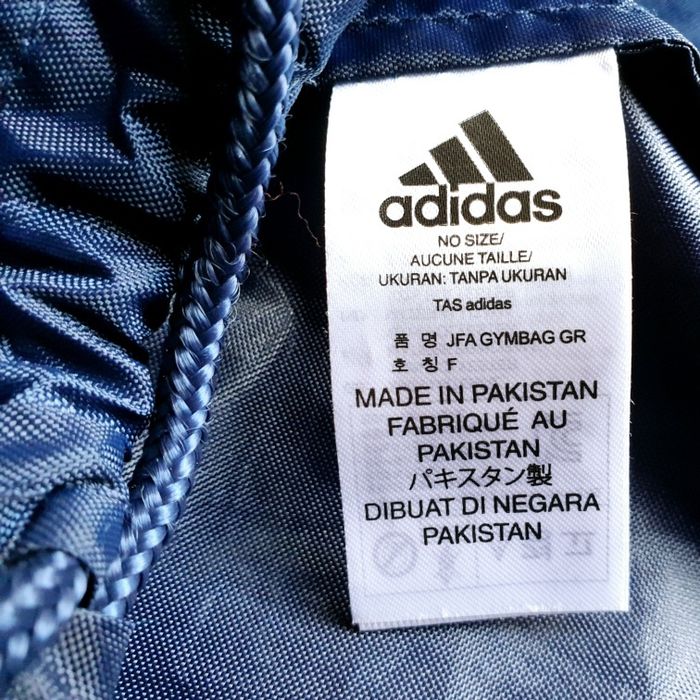 adidas
NO SIZE/
AUCUNE TAILLE/
UKURAN: TANPA UKURAN
TAS adidas
품 명 JFA GYMBAG GR
호 칭 F
MADE IN PAKISTAN
FABRIQUÉ AU
PAKISTAN
パキスタン製
DIBUAT DI NEGARA
PAKISTAN